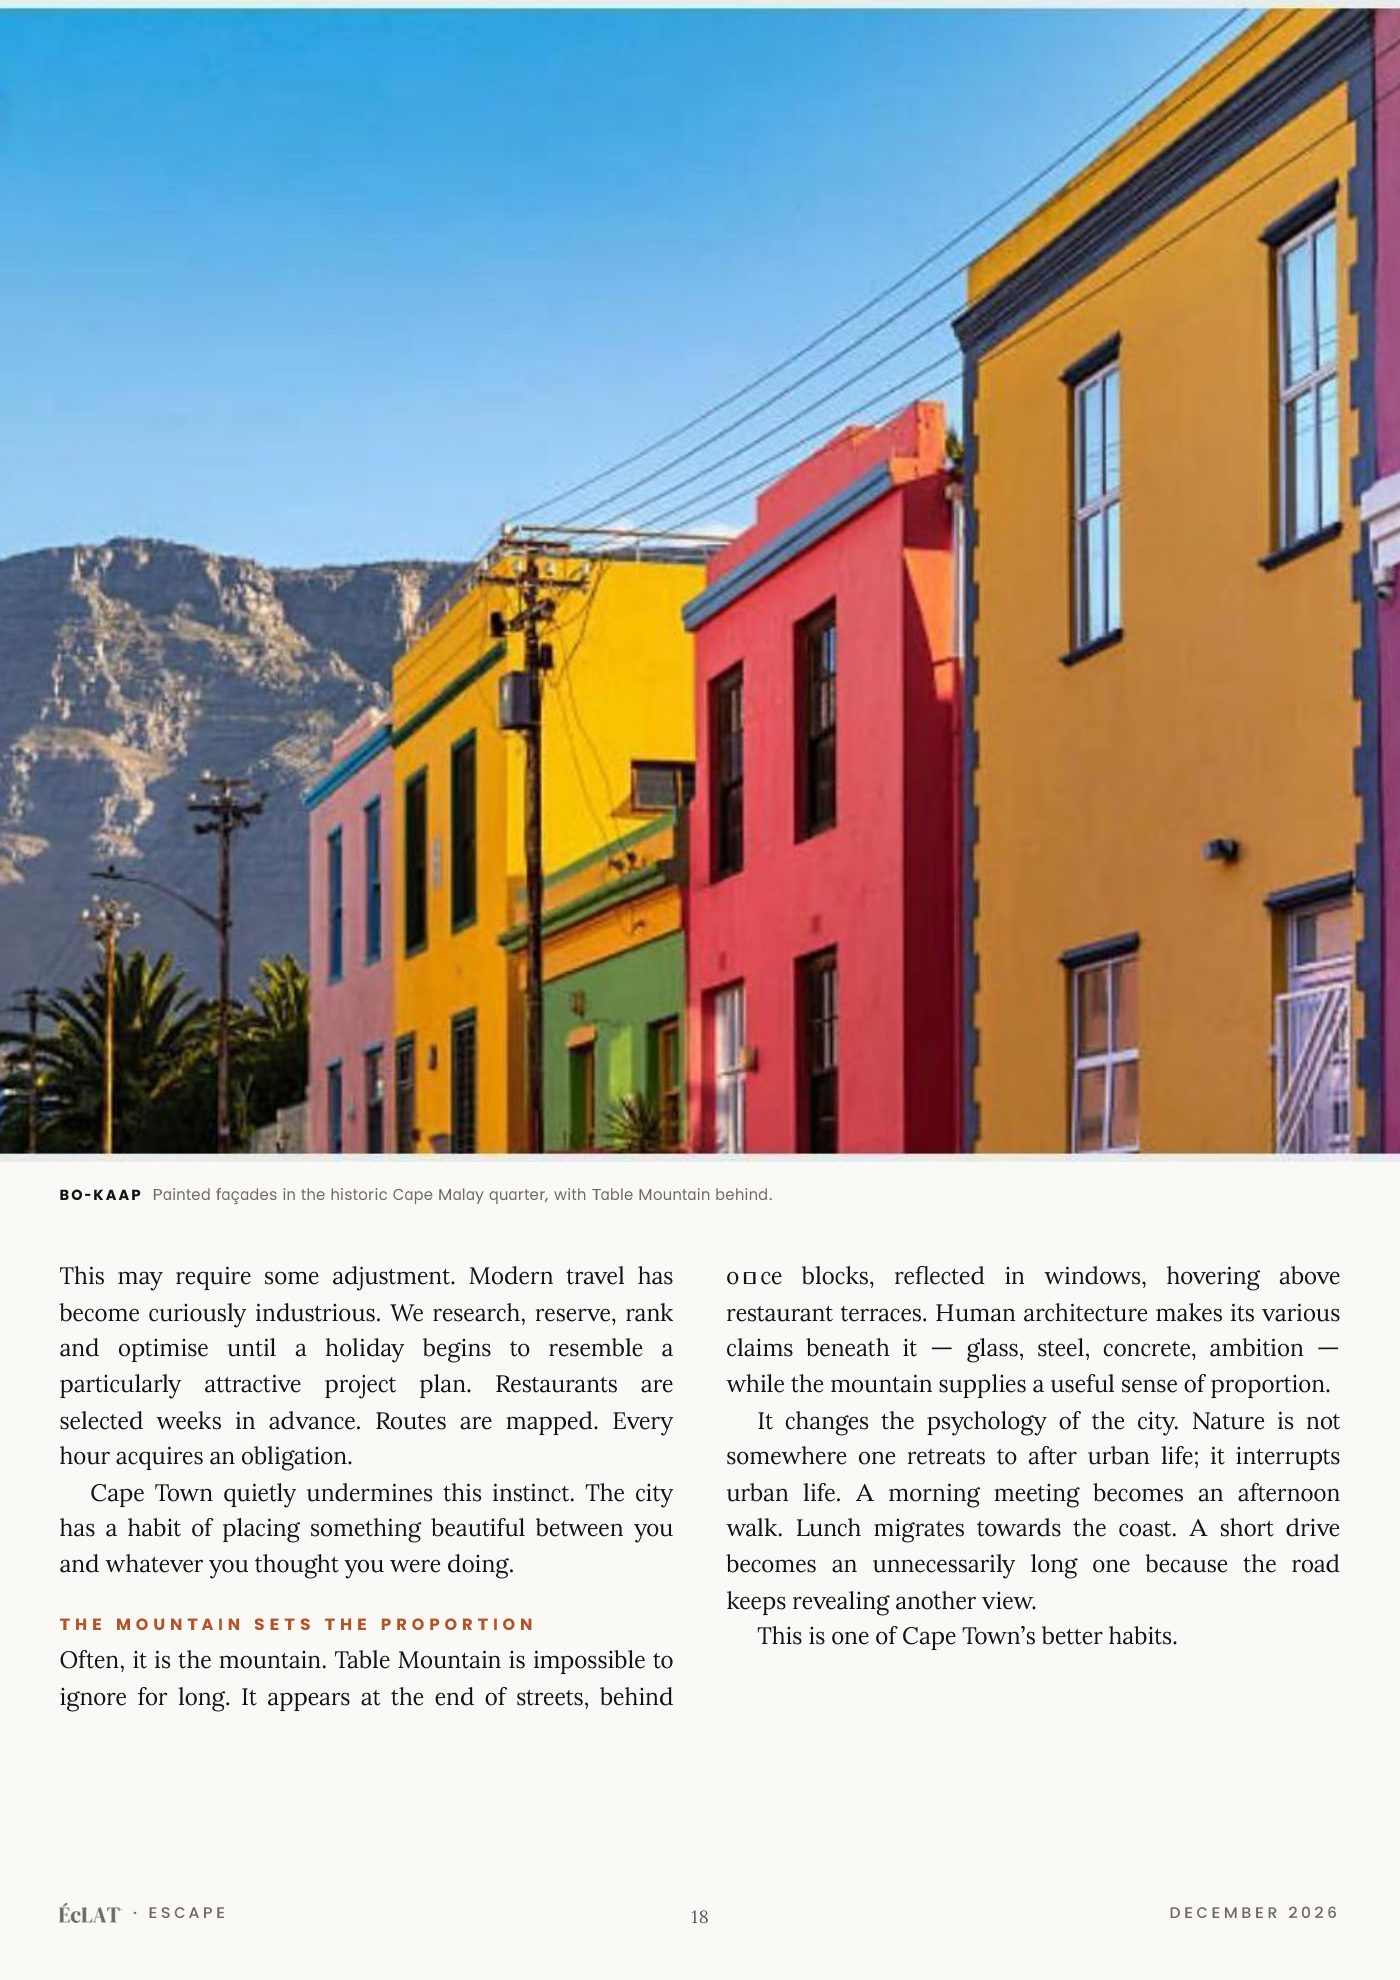 BO-KAAP Painted façades in the historic Cape Malay quarter, with Table Mountain behind.
This may require some adjustment. Modern travel has
become curiously industrious. We research, reserve, rank
and optimise until a holiday begins to resemble a
particularly attractive project plan. Restaurants are
selected weeks in advance. Routes are mapped. Every
hour acquires an obligation.
Cape Town quietly undermines this instinct. The city
has a habit of placing something beautiful between you
and whatever you thought you were doing.
THE MOUNTAIN SETS THE PROPORTION
Often, it is the mountain. Table Mountain is impossible to
ignore for long. It appears at the end of streets, behind
o□ce blocks, reflected in windows, hovering above
restaurant terraces. Human architecture makes its various
claims beneath it — glass, steel, concrete, ambition —
while the mountain supplies a useful sense of proportion.
It changes the psychology of the city. Nature is not
somewhere one retreats to after urban life; it interrupts
urban life. A morning meeting becomes an afternoon
walk. Lunch migrates towards the coast. A short drive
becomes an unnecessarily long one because the road
keeps revealing another view.
This is one of Cape Town’s better habits.
ÉcLAT · ESCAPE
18
DECEMBER 2026